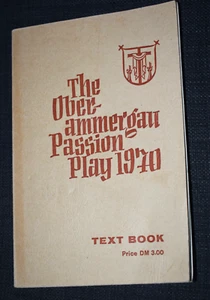 The
Ober-
ammergau
Passion
Play 1970
TEXT BOOK
Price DM 3.00